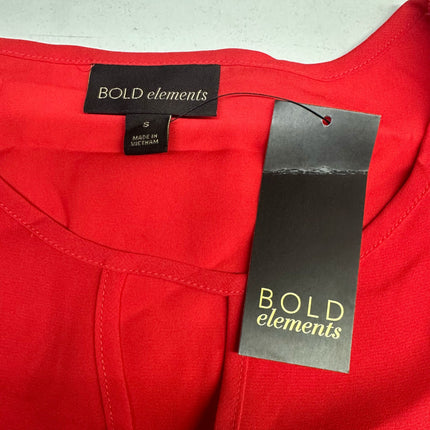 BOLD elements
S
MADE IN
VIETNAM
BOLD
elements